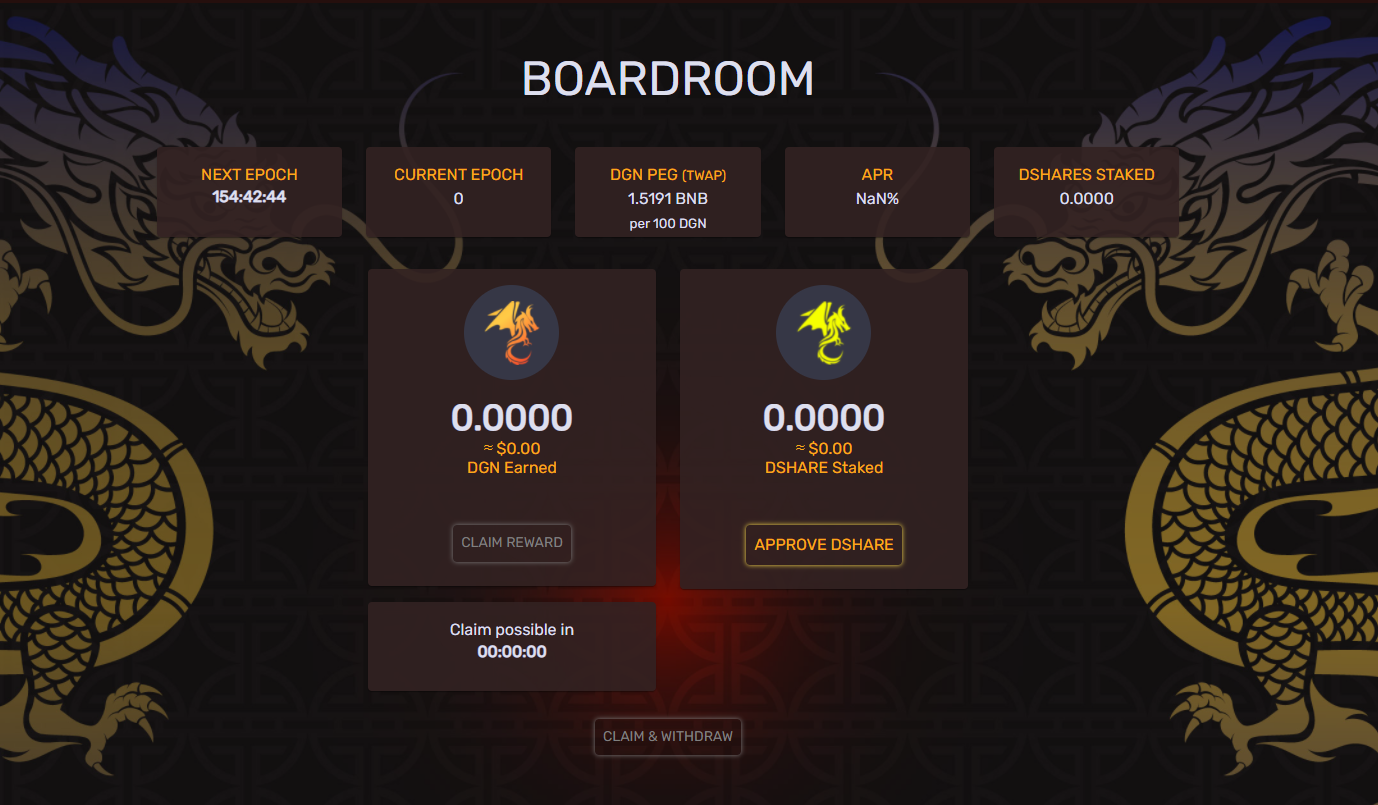 BOARDROOM
NEXT EPOCH
154:42:44
CURRENT EPOCH
0
DGN PEG (TWAP)
1.5191 BNB
per 100 DGN
APR
NaN%
DSHARES STAKED
0.0000
0.0000
≈ $0.00
DGN Earned
CLAIM REWARD
0.0000
≈ $0.00
DSHARE Staked
APPROVE DSHARE
Claim possible in
00:00:00
CLAIM & WITHDRAW